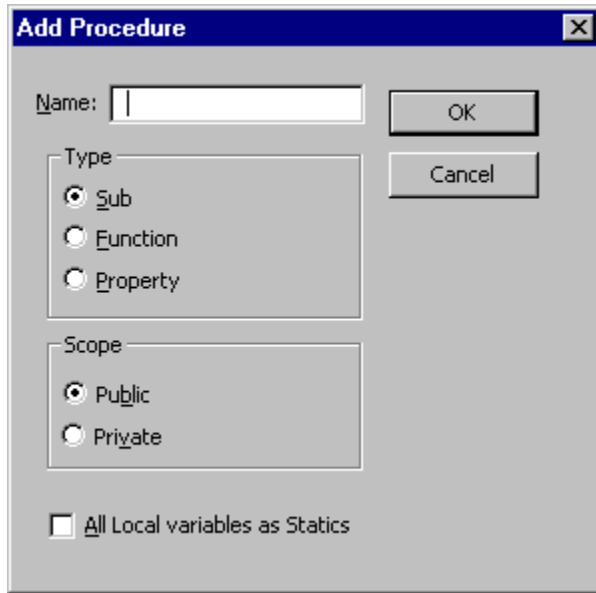 Add Procedure
Name:
OK
Type
Cancel
Sub
Function
Property
Scope
Public
Private
All Local variables as Statics